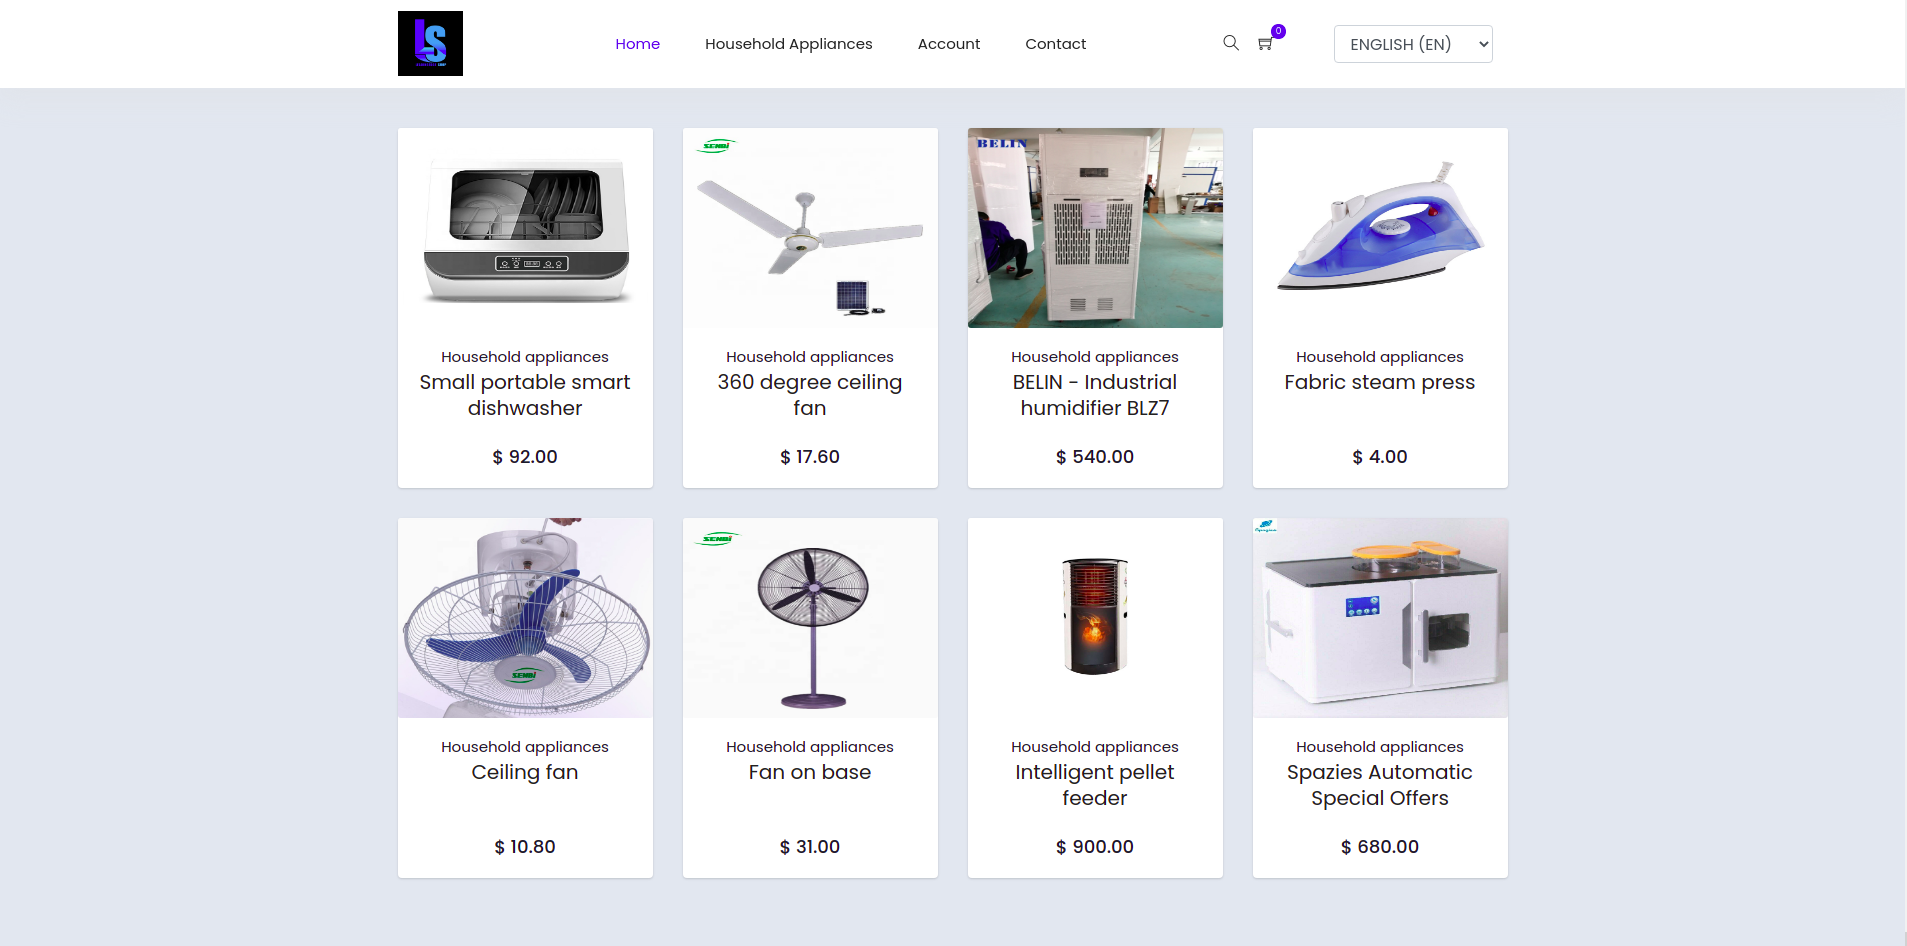 LS
Home
Household Appliances
Account
Contact
0
ENGLISH (EN)
SENBI
BELIN
Household appliances
Small portable smart
dishwasher
$ 92.00
Household appliances
360 degree ceiling
fan
$ 17.60
Household appliances
BELIN - Industrial
humidifier BLZ7
$ 540.00
Household appliances
Fabric steam press
$ 4.00
SENBI
SENBI
Household appliances
Ceiling fan
$ 10.80
Household appliances
Fan on base
$ 31.00
Household appliances
Intelligent pellet
feeder
$ 900.00
Household appliances
Spazies Automatic
Special Offers
$ 680.00